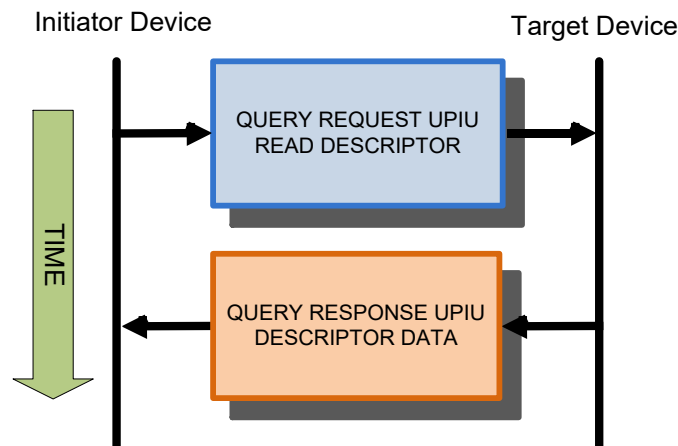 Initiator Device
Target Device
QUERY REQUEST UPIU
READ DESCRIPTOR
TIME
QUERY RESPONSE UPIU
DESCRIPTOR DATA